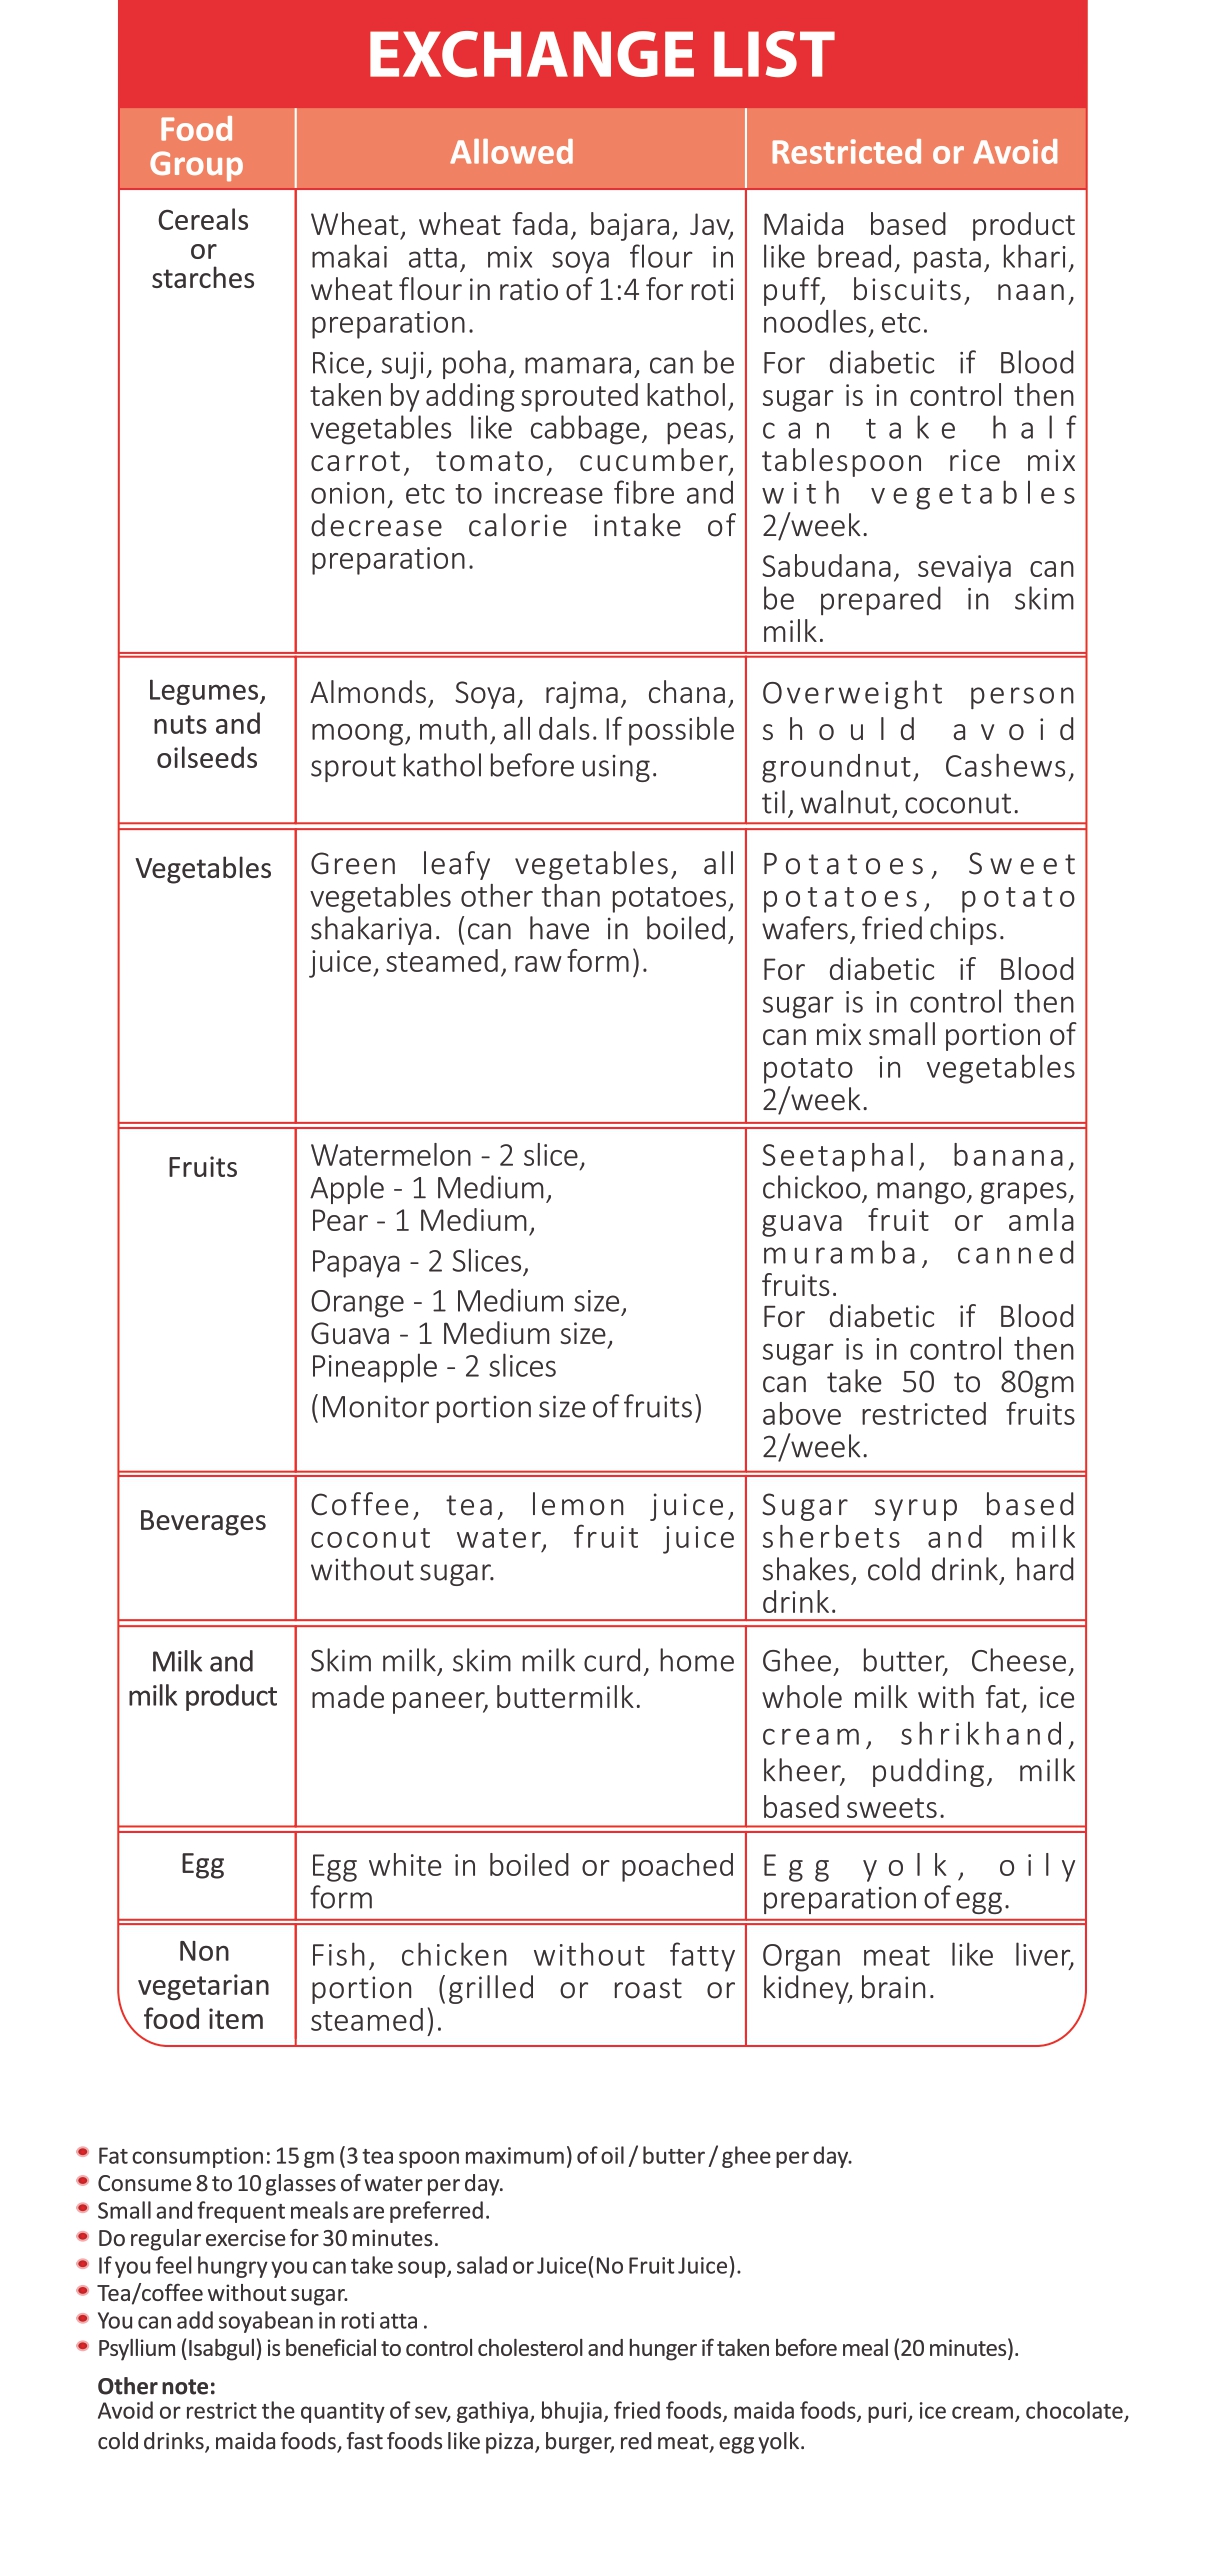 EXCHANGE LIST
Food
Group
Allowed
Restricted or Avoid
Cereals
or
starches
Wheat, wheat fada, bajara, Jav,
makai atta, mix soya flour in
wheat flour in ratio of 1:4 for roti
preparation.
Rice, suji, poha, mamara, can be
taken by adding sprouted kathol,
vegetables like cabbage, peas,
carrot, tomato, cucumber,
onion, etc to increase fibre and
decrease calorie intake of
preparation.
Maida based product
like bread, pasta, khari,
puff, biscuits, naan,
noodles, etc.
For diabetic if Blood
sugar is in control then
can take half
tablespoon rice mix
with vegetables
2/week.
Sabudana, sevaiya can
be prepared in skim
milk.
Legumes,
nuts and
oilseeds
Almonds, Soya, rajma, chana,
moong, muth, all dals. If possible
sprout kathol before using.
Overweight person
should avoid
groundnut, Cashews,
til, walnut, coconut.
Vegetables
Green leafy vegetables, all
vegetables other than potatoes,
shakariya. (can have in boiled,
juice, steamed, raw form).
Potatoes, Sweet
potatoes, potato
wafers, fried chips.
For diabetic if Blood
sugar is in control then
can mix small portion of
potato in vegetables
2/week.
Fruits
Watermelon - 2 slice,
Apple - 1 Medium,
Pear - 1 Medium,
Papaya - 2 Slices,
Orange - 1 Medium size,
Guava - 1 Medium size,
Pineapple - 2 slices
(Monitor portion size of fruits)
Seetaphal, banana,
chickoo, mango, grapes,
guava fruit or amla
muramba, canned
fruits.
For diabetic if Blood
sugar is in control then
can take 50 to 80gm
above restricted fruits
2/week.
Beverages
Coffee, tea, lemon juice,
coconut water, fruit juice
without sugar.
Sugar syrup based
sherbets and milk
shakes, cold drink, hard
drink.
Milk and
milk product
Skim milk, skim milk curd, home
made paneer, buttermilk.
Ghee, butter, Cheese,
whole milk with fat, ice
cream, shrikhand,
kheer, pudding, milk
based sweets.
Egg
Egg white in boiled or poached
form
Egg yolk, oily
preparation of egg.
Non
vegetarian
food item
Fish, chicken without fatty
portion (grilled or roast or
steamed).
Organ meat like liver,
kidney, brain.
Fat consumption: 15 gm (3 tea spoon maximum) of oil / butter / ghee per day.
Consume 8 to 10 glasses of water per day.
Small and frequent meals are preferred.
Do regular exercise for 30 minutes.
If you feel hungry you can take soup, salad or Juice(No Fruit Juice).
Tea/coffee without sugar.
You can add soyabean in roti atta .
Psyllium (Isabgul) is beneficial to control cholesterol and hunger if taken before meal (20 minutes).
Other note:
Avoid or restrict the quantity of sev, gathiya, bhujia, fried foods, maida foods, puri, ice cream, chocolate,
cold drinks, maida foods, fast foods like pizza, burger, red meat, egg yolk.